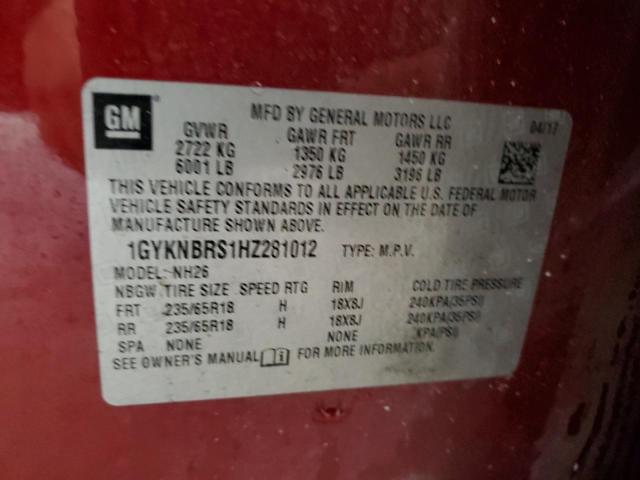 GM
MFD BY GENERAL MOTORS LLC 04/17
GVWR GAWR FRT GAWR RR
2722 KG 1350 KG 1450 KG
6001 LB 2976 LB 3196 LB
THIS VEHICLE CONFORMS TO ALL APPLICABLE U.S. FEDERAL MOTOR
VEHICLE SAFETY STANDARDS IN EFFECT ON THE DATE OF
MANUFACTURE SHOWN ABOVE.
1GYKNBRS1HZ281012 TYPE: M.P.V.
MODEL: NH26
NBGW TIRE SIZE SPEED RTG RIM COLD TIRE PRESSURE
FRT 235/65R18 H 18X8J 240KPA(35PSI)
RR 235/65R18 H 18X8J 240KPA(35PSI)
SPA NONE NONE KPA(PSI)
SEE OWNER'S MANUAL FOR MORE INFORMATION.